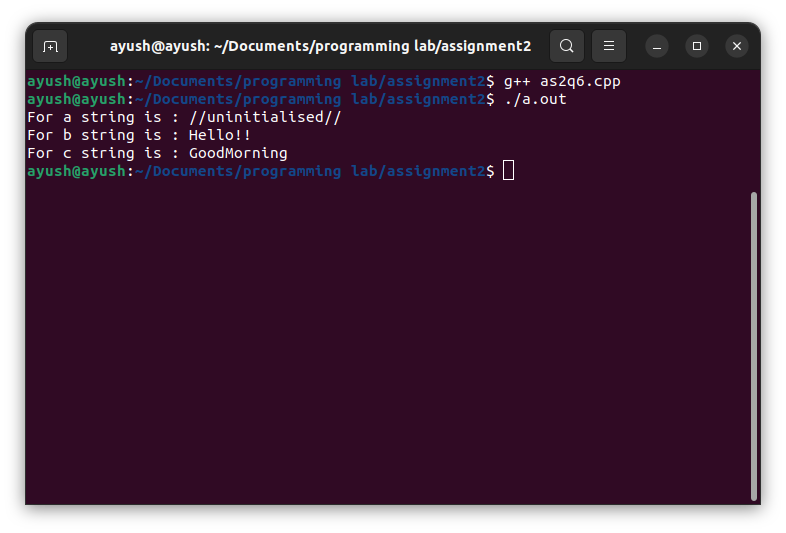 ayush@ayush: ~/Documents/programming lab/assignment2
ayush@ayush:~/Documents/programming lab/assignment2$ g++ as2q6.cpp
ayush@ayush:~/Documents/programming lab/assignment2$ ./a.out
For a string is : //uninitialised//
For b string is : Hello!!
For c string is : GoodMorning
ayush@ayush:~/Documents/programming lab/assignment2$